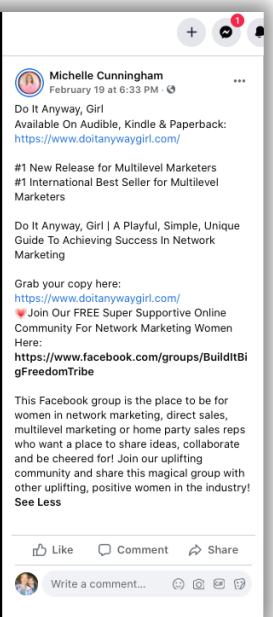 1
Michelle Cunningham
February 19 at 6:33 PM ·
Do It Anyway, Girl
Available On Audible, Kindle & Paperback:
https://www.doitanywaygirl.com/
#1 New Release for Multilevel Marketers
#1 International Best Seller for Multilevel
Marketers
Do It Anyway, Girl | A Playful, Simple, Unique
Guide To Achieving Success In Network
Marketing
Grab your copy here:
https://www.doitanywaygirl.com/
💗Join Our FREE Super Supportive Online
Community For Network Marketing Women
Here:
https://www.facebook.com/groups/BuildItBi
gFreedomTribe
This Facebook group is the place to be for
women in network marketing, direct sales,
multilevel marketing or home party sales reps
who want a place to share ideas, collaborate
and be cheered for! Join our uplifting
community and share this magical group with
other uplifting, positive women in the industry!
See Less
Like Comment Share
Write a comment...
GIF